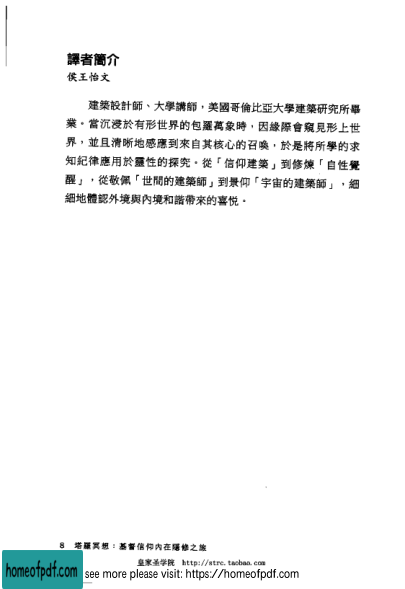 譯者簡介
侯王怡文
建築設計師、大學講師，美國哥倫比亞大學建築研究所畢
業。當沉浸於有形世界的包羅萬象時，因緣際會窺見形上世
界，並且清晰地感應到來自其核心的召喚，於是將所學的求
知紀律應用於靈性的探究。從「信仰建築」到修煉「自性覺
醒」，從敬佩「世間的建築師」到景仰「宇宙的建築師」，細
細地體認外境與內境和諧帶來的喜悅。
8 塔羅冥想：基督信仰內在隱修之旅
皇家圣学院 http://strc.taobao.com
homeofpdf.com
see more please visit: https://homeofpdf.com